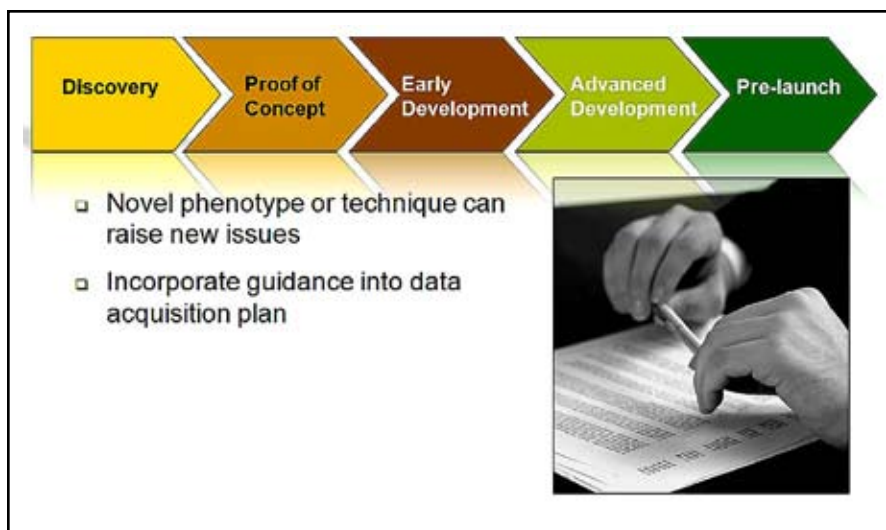 Discovery
Proof of
Concept
Early
Development
Advanced
Development
Pre-launch
Novel phenotype or technique can
raise new issues
Incorporate guidance into data
acquisition plan